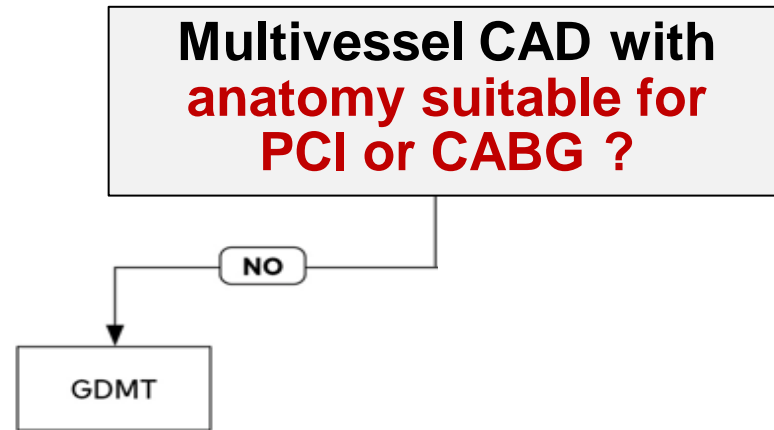 Multivessel CAD with
anatomy suitable for
PCI or CABG ?
NO
GDMT